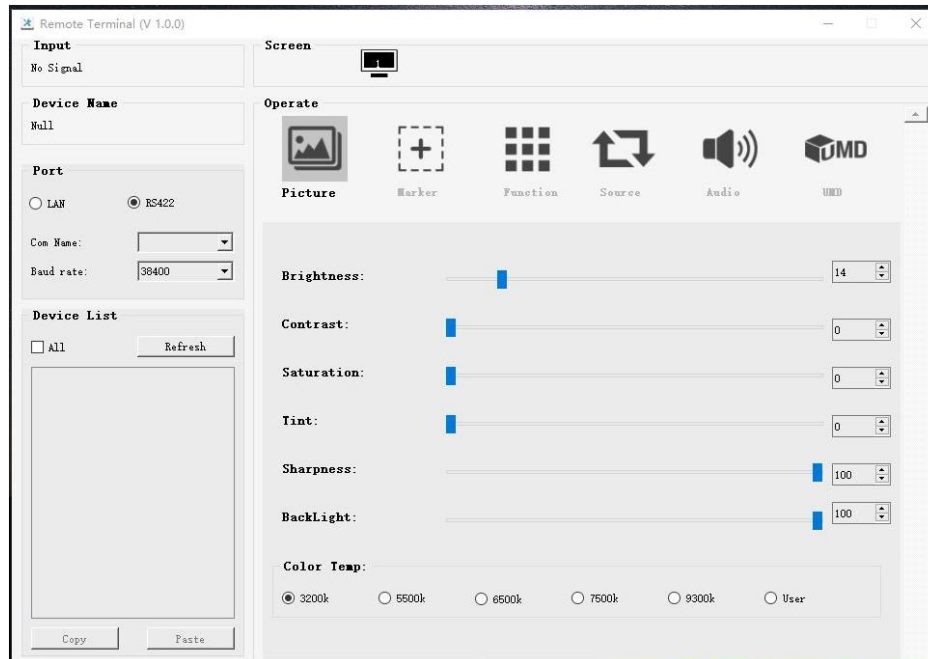 Remote Terminal (V 1.0.0)
Input
No Signal
Screen
1
Device Name
Null
Port
LAN RS422
Com Name:
Baud rate: 38400
Device List
All Refresh
Copy Paste
Operate
UMD
Picture Marker Function Source Audio UMD
Brightness: 14
Contrast: 0
Saturation: 0
Tint: 0
Sharpness: 100
BackLight: 100
Color Temp:
3200k 5500k 6500k 7500k 9300k User